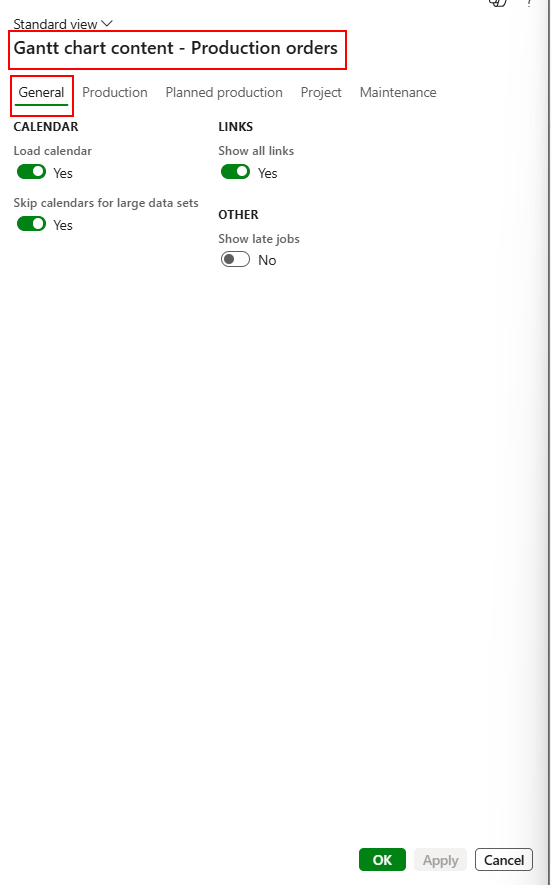 Standard view
Gantt chart content - Production orders
General Production Planned production Project Maintenance
CALENDAR
Load calendar
Yes
Skip calendars for large data sets
Yes
LINKS
Show all links
Yes
OTHER
Show late jobs
No
OK Apply Cancel